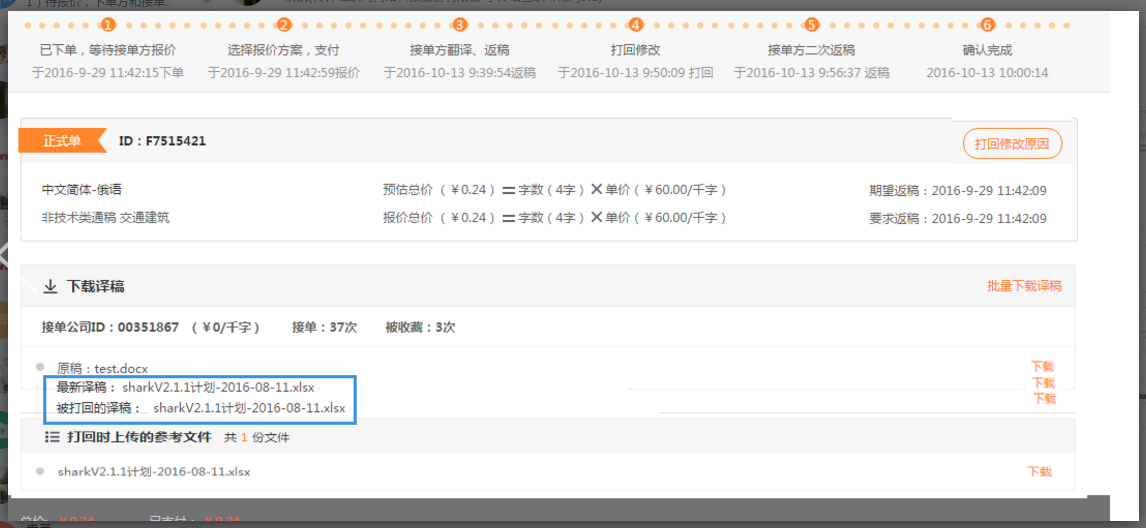 1 2 3 4 5 6
已下单，等待接单方报价 选择报价方案，支付 接单方翻译、返稿 打回修改 接单方二次返稿 确认完成
于2016-9-29 11:42:15下单 于2016-9-29 11:42:59报价 于2016-10-13 9:39:54返稿 于2016-10-13 9:50:09 打回 于2016-10-13 9:56:37 返稿 2016-10-13 10:00:14
正式单 ID：F7515421 打回修改原因
中文简体-俄语 预估总价（￥0.24）=字数（4字）×单价（￥60.00/千字） 期望返稿：2016-9-29 11:42:09
非技术类通稿 交通建筑 报价总价（￥0.24）=字数（4字）×单价（￥60.00/千字） 要求返稿：2016-9-29 11:42:09
下载译稿 批量下载译稿
接单公司ID：00351867 （￥0/千字） 接单：37次 被收藏：3次
原稿：test.docx 下载
最新译稿： sharkV2.1.1计划-2016-08-11.xlsx 下载
被打回的译稿： sharkV2.1.1计划-2016-08-11.xlsx 下载
打回时上传的参考文件 共 1 份文件
sharkV2.1.1计划-2016-08-11.xlsx 下载